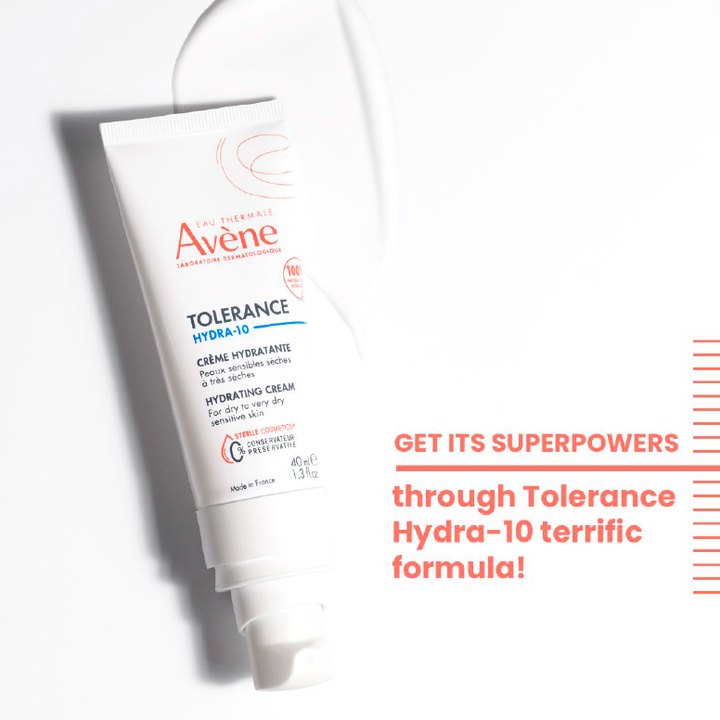 EAU THERMALE
Avène
LABORATOIRE DERMATOLOGIQUE
100%
TOLERANCE
HYDRA-10
CRÈME HYDRATANTE
Peaux sensibles sèches
à très sèches
HYDRATING CREAM
For dry to very dry
sensitive skin
STERILE COSMETICS
0% CONSERVATEUR
PRESERVATIVE
40 ml e
1.3 fl.oz
Made in France
GET ITS SUPERPOWERS
through Tolerance
Hydra-10 terrific
formula!